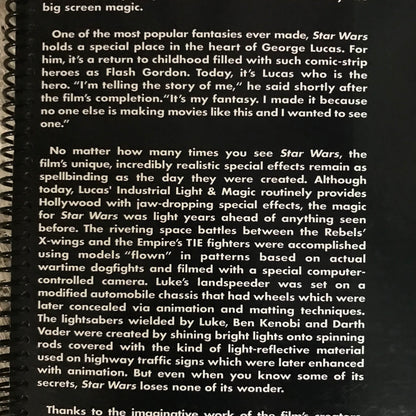 big screen magic.
One of the most popular fantasies ever made, Star Wars
holds a special place in the heart of George Lucas. For
him, it's a return to childhood filled with such comic-strip
heroes as Flash Gordon. Today, it's Lucas who is the
hero. "I'm telling the story of me," he said shortly after
the film's completion."It's my fantasy. I made it because
no one else is making movies like this and I wanted to see
one."
No matter how many times you see Star Wars, the
film's unique, incredibly realistic special effects remain as
spellbinding as the day they were created. Although
today, Lucas' Industrial Light & Magic routinely provides
Hollywood with jaw-dropping special effects, the magic
for Star Wars was light years ahead of anything seen
before. The riveting space battles between the Rebels'
X-wings and the Empire's TIE fighters were accomplished
using models "flown" in patterns based on actual
wartime dogfights and filmed with a special computer-
controlled camera. Luke's landspeeder was set on a
modified automobile chassis that had wheels which were
later concealed via animation and matting techniques.
The lightsabers wielded by Luke, Ben Kenobi and Darth
Vader were created by shining bright lights onto spinning
rods covered with the kind of light-reflective material
used on highway traffic signs which were later enhanced
with animation. But even when you know some of its
secrets, Star Wars loses none of its wonder.
Thanks to the imaginative work of the film's creators